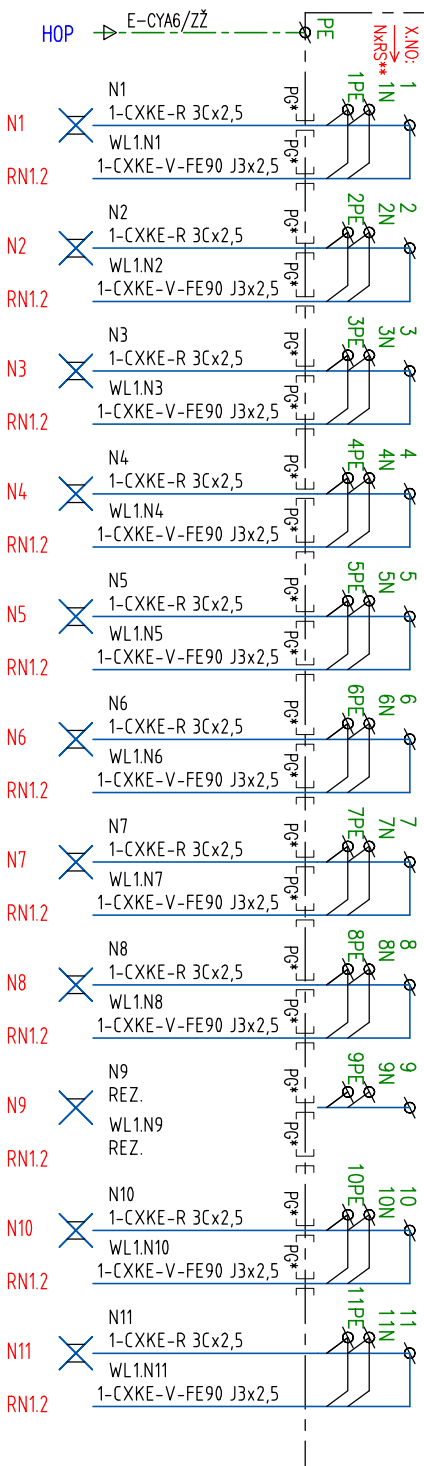 HOP
E-CYA6/ZŽ
PE
X.NO:
NxRS**
N1
1-CXKE-R 3Cx2,5
WL1.N1
1-CXKE-V-FE90 J3x2,5
N1
RN1.2
PG*
PG*
1PE
1N
1
N2
1-CXKE-R 3Cx2,5
WL1.N2
1-CXKE-V-FE90 J3x2,5
N2
RN1.2
PG*
PG*
2PE
2N
2
N3
1-CXKE-R 3Cx2,5
WL1.N3
1-CXKE-V-FE90 J3x2,5
N3
RN1.2
PG*
PG*
3PE
3N
3
N4
1-CXKE-R 3Cx2,5
WL1.N4
1-CXKE-V-FE90 J3x2,5
N4
RN1.2
PG*
PG*
4PE
4N
4
N5
1-CXKE-R 3Cx2,5
WL1.N5
1-CXKE-V-FE90 J3x2,5
N5
RN1.2
PG*
PG*
5PE
5N
5
N6
1-CXKE-R 3Cx2,5
WL1.N6
1-CXKE-V-FE90 J3x2,5
N6
RN1.2
PG*
PG*
6PE
6N
6
N7
1-CXKE-R 3Cx2,5
WL1.N7
1-CXKE-V-FE90 J3x2,5
N7
RN1.2
PG*
PG*
7PE
7N
7
N8
1-CXKE-R 3Cx2,5
WL1.N8
1-CXKE-V-FE90 J3x2,5
N8
RN1.2
PG*
PG*
8PE
8N
8
N9
REZ.
WL1.N9
REZ.
N9
RN1.2
PG*
PG*
9PE
9N
9
N10
1-CXKE-R 3Cx2,5
WL1.N10
1-CXKE-V-FE90 J3x2,5
N10
RN1.2
PG*
PG*
10PE
10N
10
N11
1-CXKE-R 3Cx2,5
WL1.N11
1-CXKE-V-FE90 J3x2,5
N11
RN1.2
11PE
11N
11